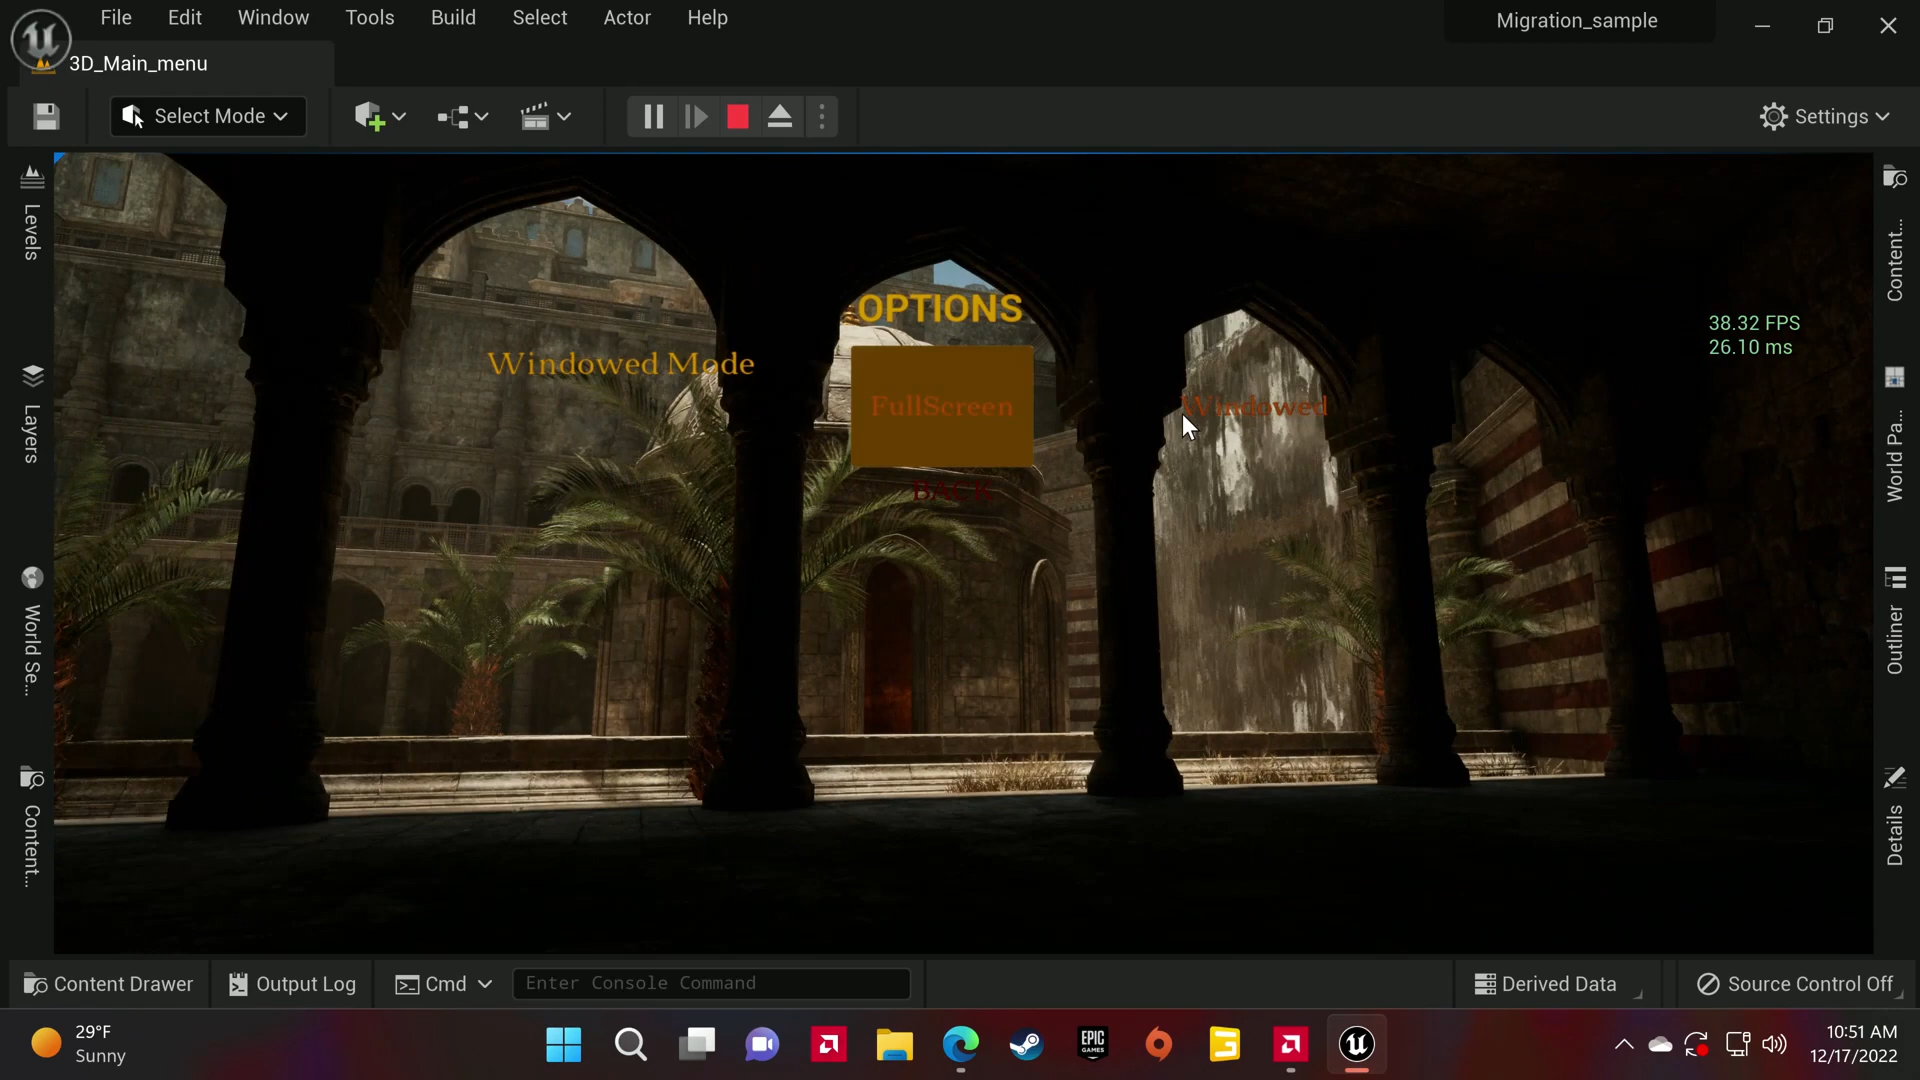 File Edit Window Tools Build Select Actor Help
Migration_sample
3D_Main_menu
Select Mode
Settings
Levels
Layers
World Se...
Content...
OPTIONS
Windowed Mode
FullScreen
Windowed
BACK
38.32 FPS
26.10 ms
Content...
World Pa...
Outliner
Details
Content Drawer
Output Log
Cmd
Enter Console Command
Derived Data
Source Control Off
29°F
Sunny
EPIC
GAMES
10:51 AM
12/17/2022